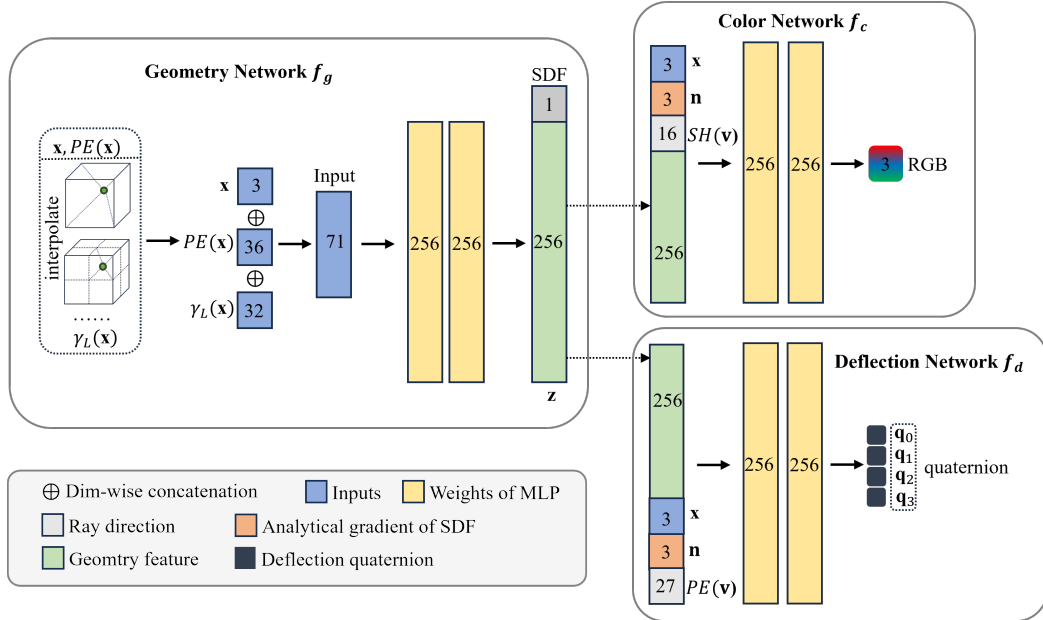 Geometry Network f_g
x, PE(x)
interpolate
......
γ_L(x)
x 3
⊕
PE(x) 36
⊕
γ_L(x) 32
Input
71
256 256
SDF
1
256
z
Color Network f_c
3 x
3 n
16 SH(v)
256
256 256
3 RGB
Deflection Network f_d
256
3 x
3 n
27 PE(v)
256 256
q_0
q_1
q_2
q_3
quaternion
⊕ Dim-wise concatenation
Inputs
Weights of MLP
Ray direction
Analytical gradient of SDF
Geomtry feature
Deflection quaternion